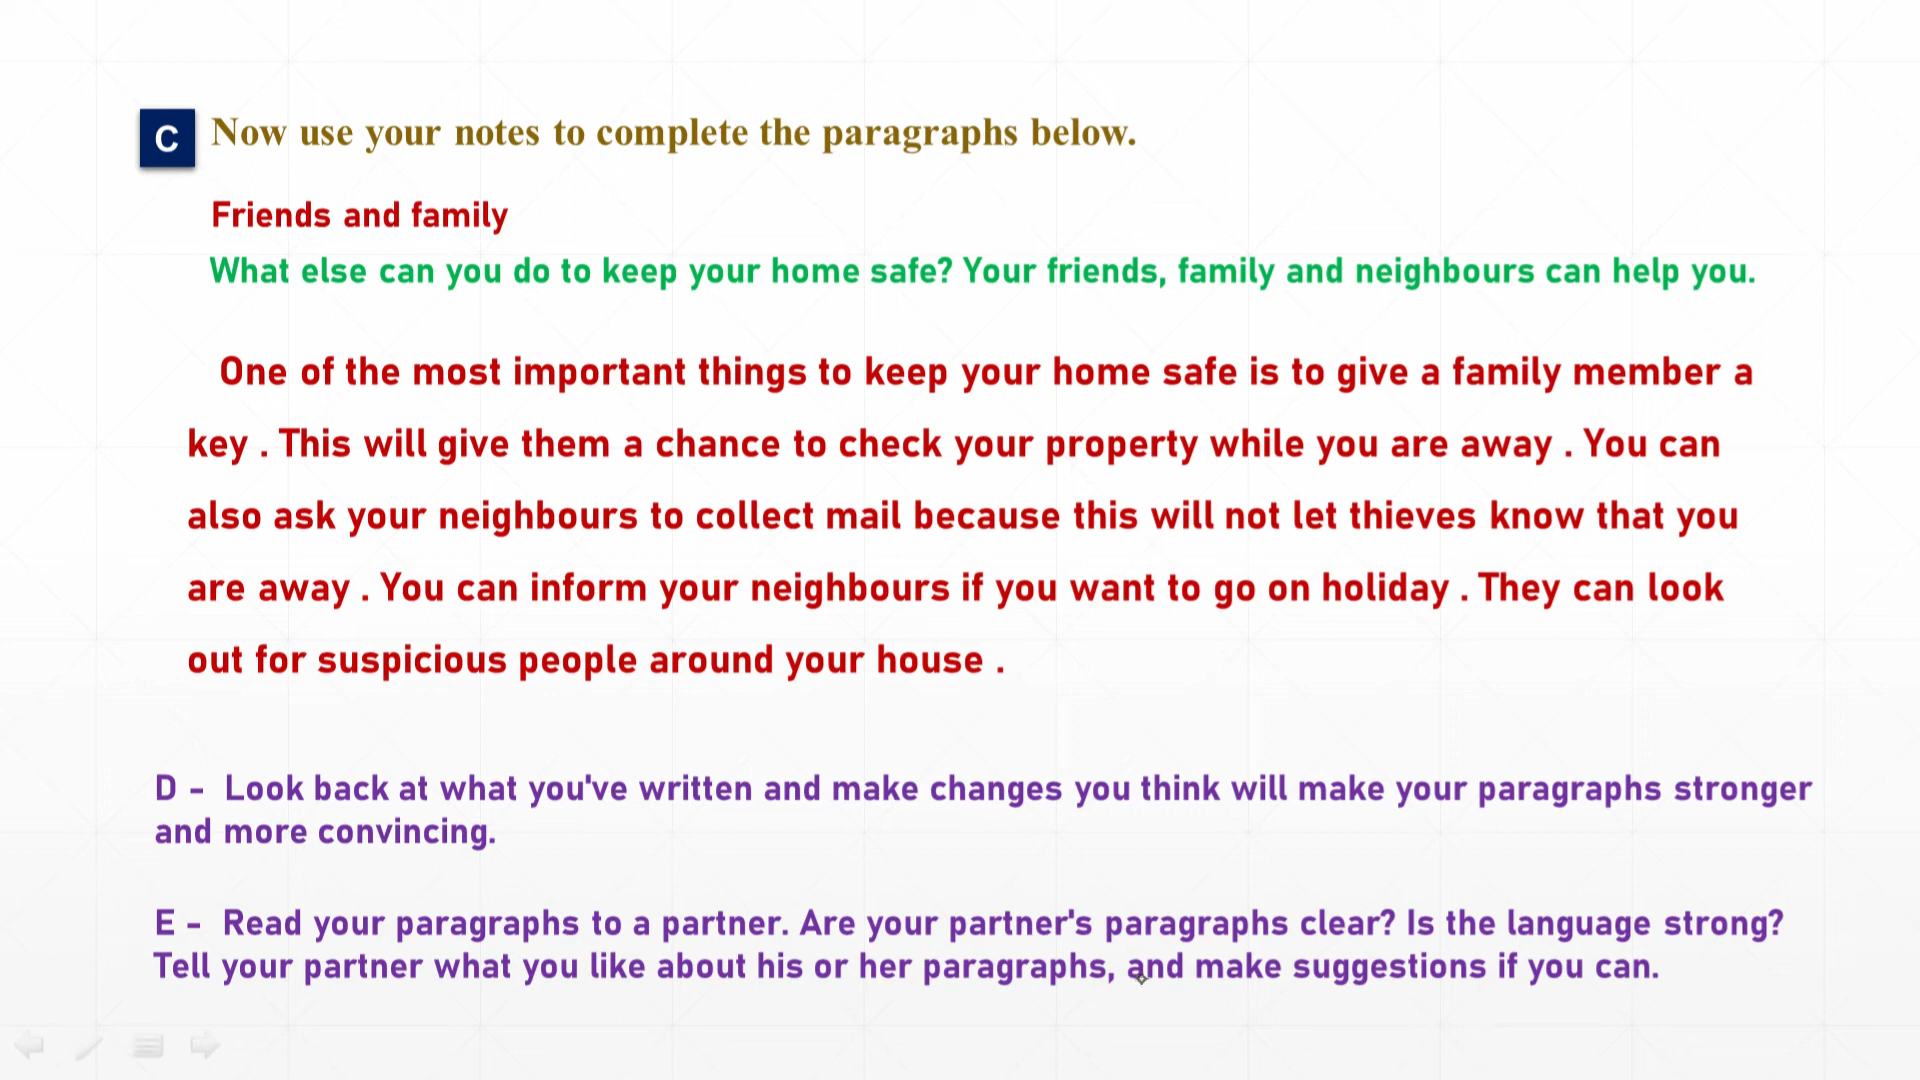 C Now use your notes to complete the paragraphs below.
Friends and family
What else can you do to keep your home safe? Your friends, family and neighbours can help you.
One of the most important things to keep your home safe is to give a family member a
key . This will give them a chance to check your property while you are away . You can
also ask your neighbours to collect mail because this will not let thieves know that you
are away . You can inform your neighbours if you want to go on holiday . They can look
out for suspicious people around your house .
D - Look back at what you've written and make changes you think will make your paragraphs stronger
and more convincing.
E - Read your paragraphs to a partner. Are your partner's paragraphs clear? Is the language strong?
Tell your partner what you like about his or her paragraphs, and make suggestions if you can.